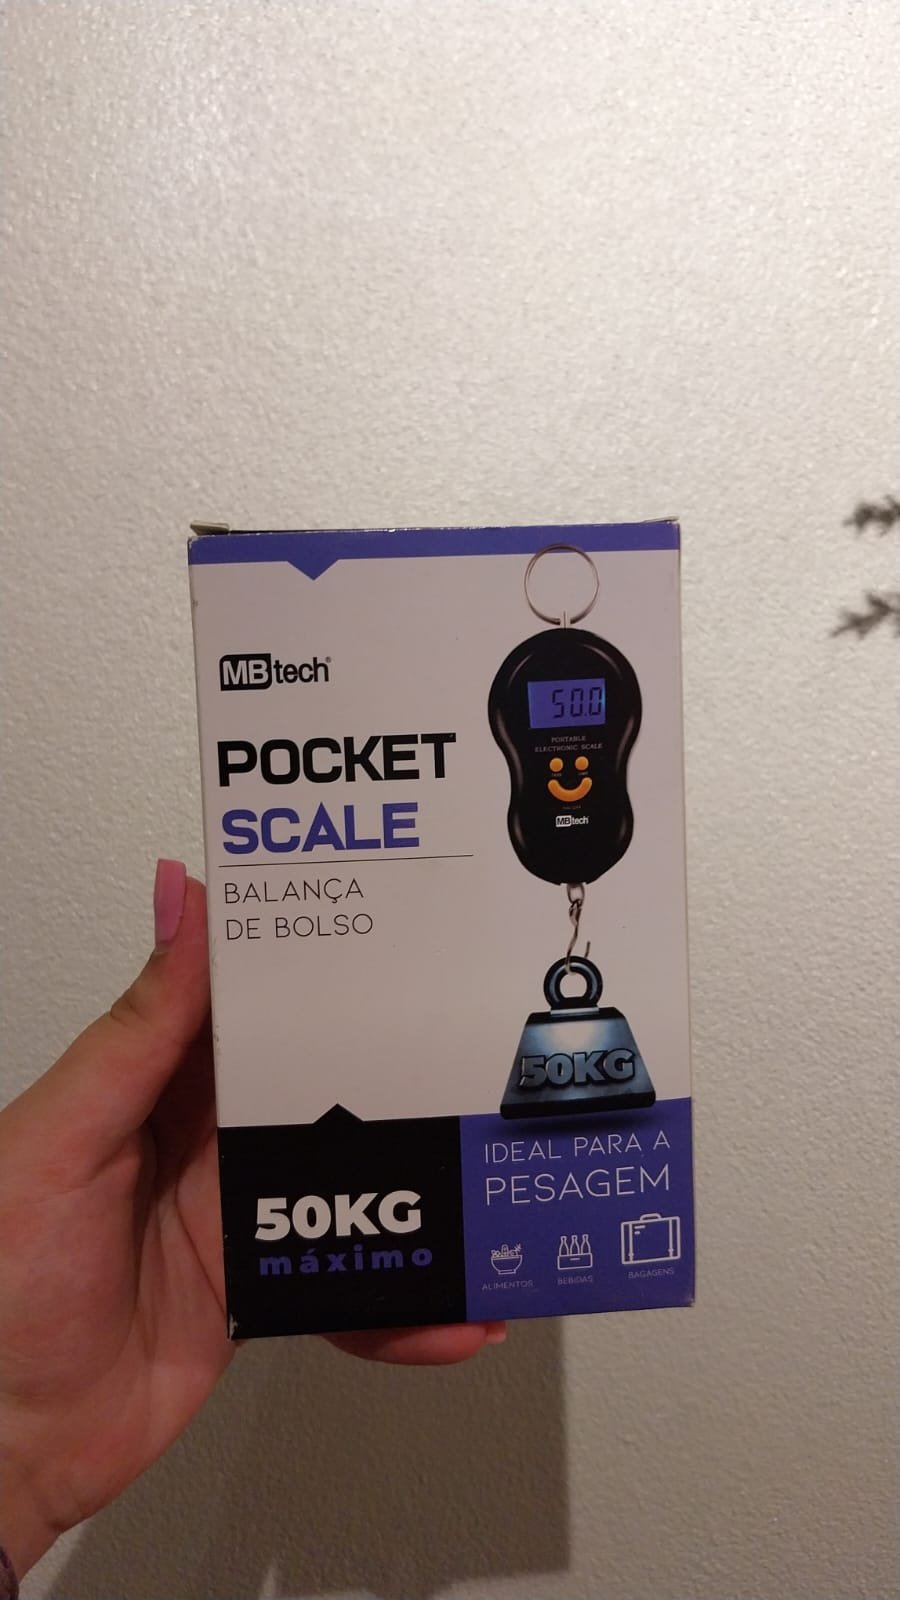 MBtech®
POCKET
SCALE
BALANÇA
DE BOLSO
50.0
PORTABLE
ELECTRONIC SCALE
MBtech
50KG
50KG
máximo
IDEAL PARA A
PESAGEM
ALIMENTOS
BEBIDAS
BAGAGENS